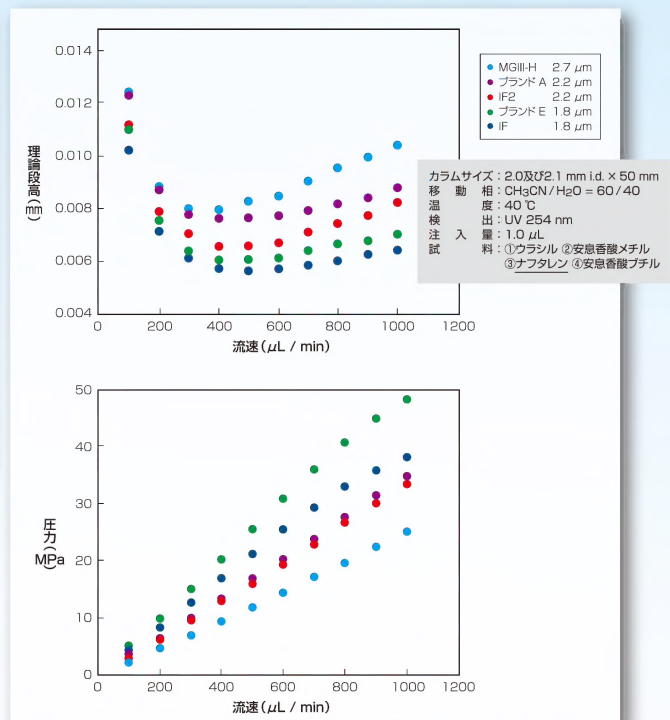 0.014
0.012
0.010
0.008
0.006
0.004
理論段高(㎜)
0
200
400
600
800
1000
1200
流速(μL / min)
MGIII-H 2.7 μm
ブランド A 2.2 μm
IF2 2.2 μm
ブランド E 1.8 μm
IF 1.8 μm
カラムサイズ：2.0及び2.1 mm i.d. × 50 mm
移動相：CH3CN / H2O = 60 / 40
温度：40 ℃
検出：UV 254 nm
注入量：1.0 μL
試料：①ウラシル ②安息香酸メチル
③ナフタレン ④安息香酸ブチル
50
40
30
20
10
0
圧力(MPa)
0
200
400
600
800
1000
1200
流速(μL / min)